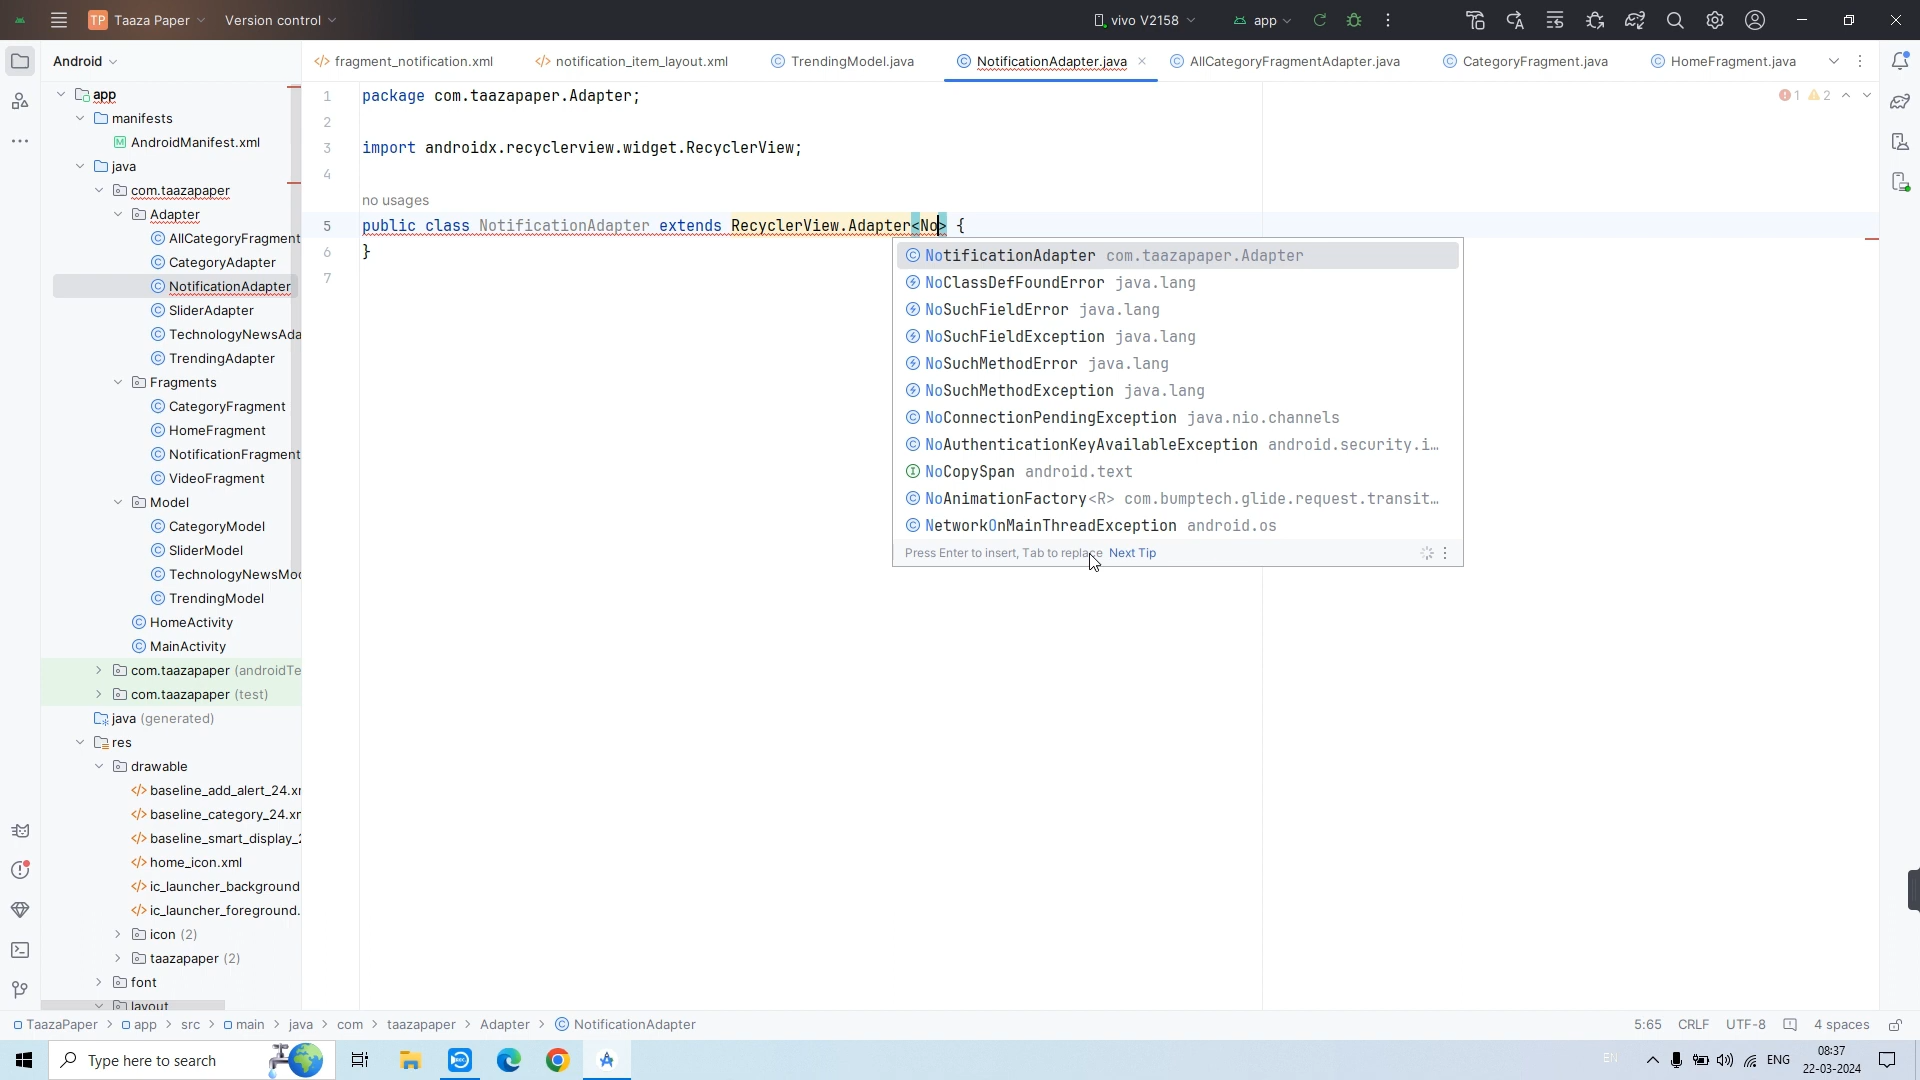 TP Taaza Paper Version control vivo V2158 app
Android
fragment_notification.xml notification_item_layout.xml TrendingModel.java NotificationAdapter.java AllCategoryFragmentAdapter.java CategoryFragment.java HomeFragment.java
app
manifests
AndroidManifest.xml
java
com.taazapaper
Adapter
AllCategoryFragment
CategoryAdapter
NotificationAdapter
SliderAdapter
TechnologyNewsAda
TrendingAdapter
Fragments
CategoryFragment
HomeFragment
NotificationFragment
VideoFragment
Model
CategoryModel
SliderModel
TechnologyNewsMod
TrendingModel
HomeActivity
MainActivity
com.taazapaper (androidTe
com.taazapaper (test)
java (generated)
res
drawable
baseline_add_alert_24.xr
baseline_category_24.xr
baseline_smart_display_2
home_icon.xml
ic_launcher_background
ic_launcher_foreground.
icon (2)
taazapaper (2)
font
layout
1 package com.taazapaper.Adapter;
2
3 import androidx.recyclerview.widget.RecyclerView;
4
no usages
5 public class NotificationAdapter extends RecyclerView.Adapter<No> {
6 }
7
1 2
NotificationAdapter com.taazapaper.Adapter
NoClassDefFoundError java.lang
NoSuchFieldError java.lang
NoSuchFieldException java.lang
NoSuchMethodError java.lang
NoSuchMethodException java.lang
NoConnectionPendingException java.nio.channels
NoAuthenticationKeyAvailableException android.security.i…
NoCopySpan android.text
NoAnimationFactory<R> com.bumptech.glide.request.transit…
NetworkOnMainThreadException android.os
Press Enter to insert, Tab to replace Next Tip
TaazaPaper > app > src > main > java > com > taazapaper > Adapter > NotificationAdapter
5:65 CRLF UTF-8 4 spaces
Type here to search
EN
ENG
08:37
22-03-2024